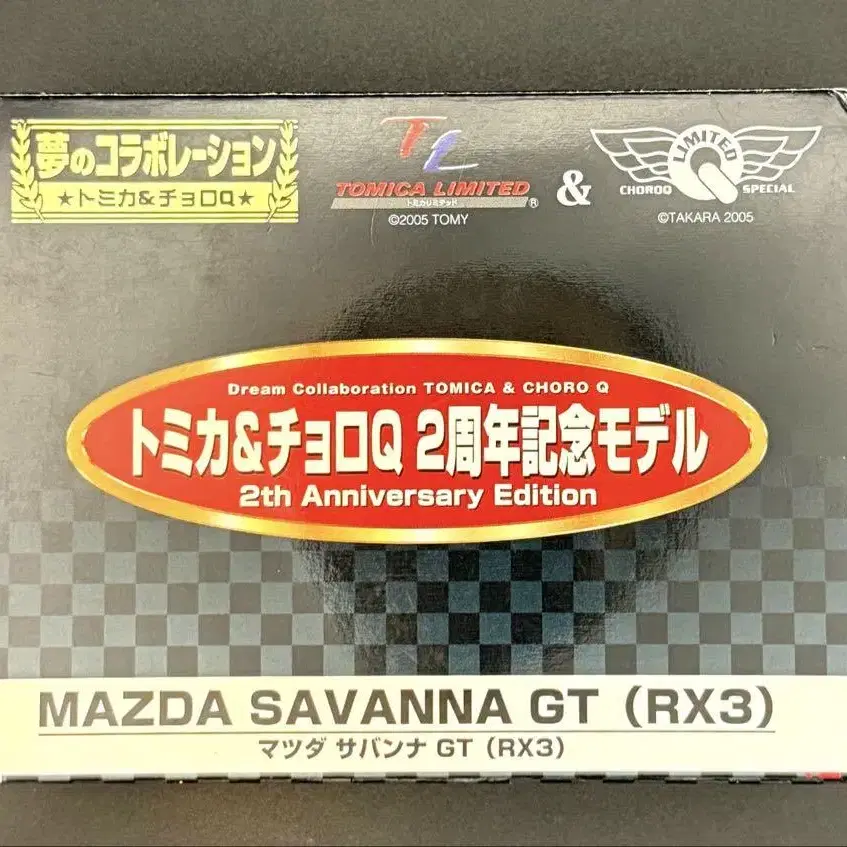 夢のコラボレーション
★トミカ&チョロQ★
TL
TOMICA LIMITED®
トミカリミテッド
©2005 TOMY
&
LIMITED
Q
CHOROQ SPECIAL
©TAKARA 2005
Dream Collaboration TOMICA & CHORO Q
トミカ&チョロQ 2周年記念モデル
2th Anniversary Edition
MAZDA SAVANNA GT (RX3)
マツダ サバンナ GT (RX3)